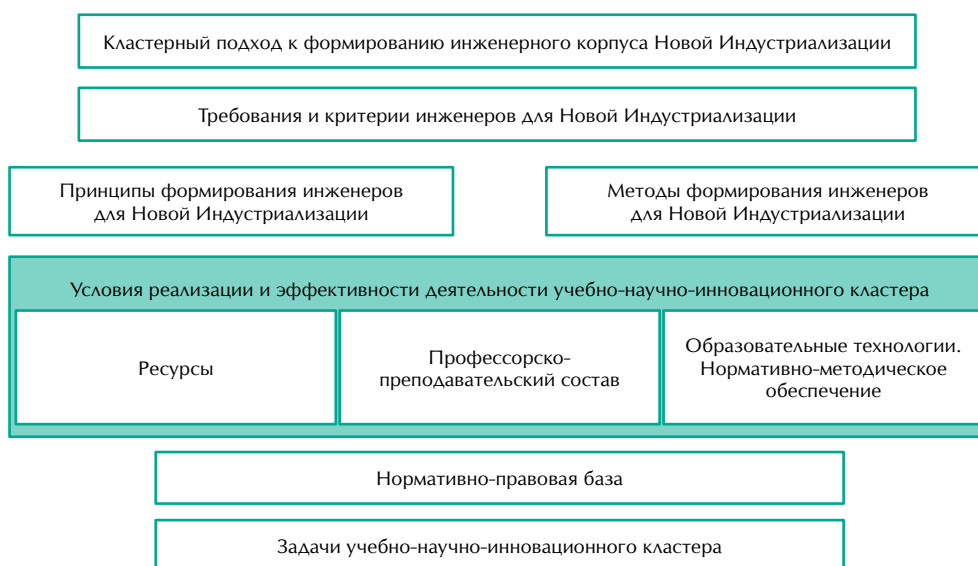 Кластерный подход к формированию инженерного корпуса Новой Индустриализации
Требования и критерии инженеров для Новой Индустриализации
Принципы формирования инженеров
для Новой Индустриализации
Методы формирования инженеров
для Новой Индустриализации
Условия реализации и эффективности деятельности учебно-научно-инновационного кластера
Ресурсы
Профессорско-
преподавательский состав
Образовательные технологии.
Нормативно-методическое
обеспечение
Нормативно-правовая база
Задачи учебно-научно-инновационного кластера